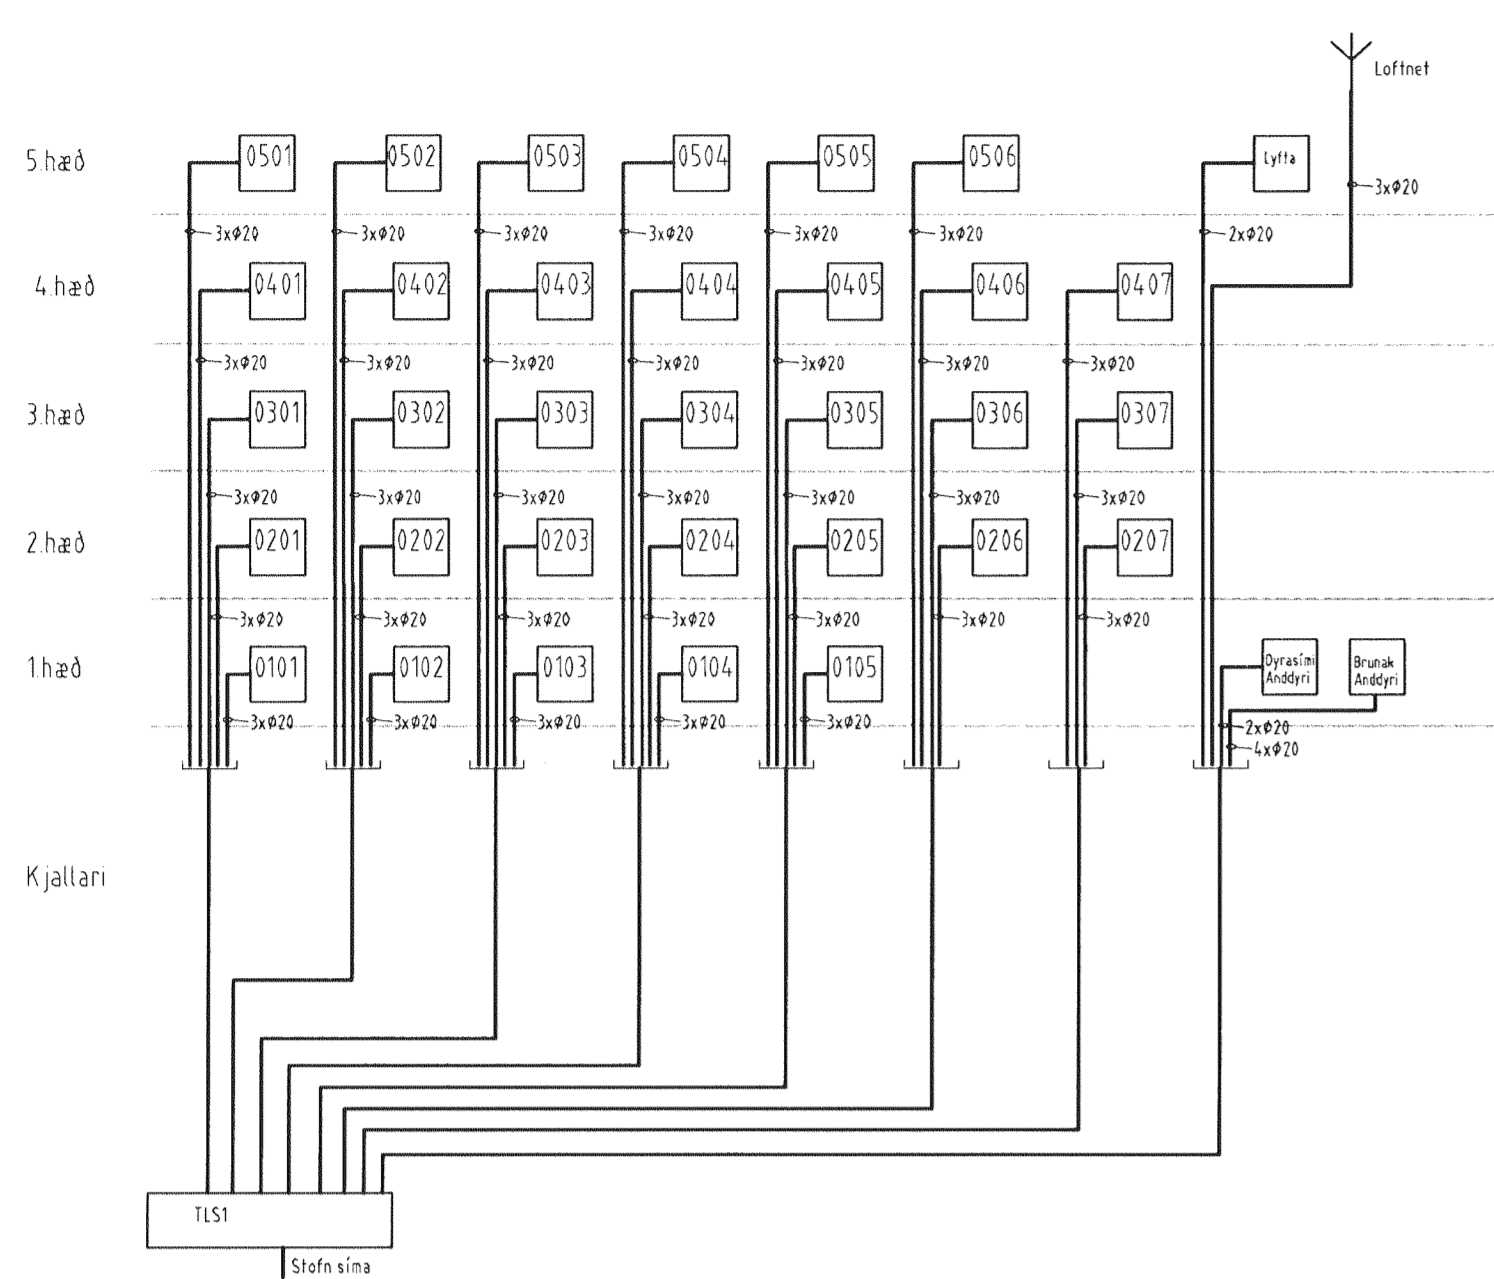 Loftnet
5.hæð
0501 0502 0503 0504 0505 0506 Lyfta
3xΦ20
3xΦ20 3xΦ20 3xΦ20 3xΦ20 3xΦ20 3xΦ20 2xΦ20
4.hæð
0401 0402 0403 0404 0405 0406 0407
3xΦ20 3xΦ20 3xΦ20 3xΦ20 3xΦ20 3xΦ20 3xΦ20
3.hæð
0301 0302 0303 0304 0305 0306 0307
3xΦ20 3xΦ20 3xΦ20 3xΦ20 3xΦ20 3xΦ20 3xΦ20
2.hæð
0201 0202 0203 0204 0205 0206 0207
3xΦ20 3xΦ20 3xΦ20 3xΦ20 3xΦ20 3xΦ20 3xΦ20
1.hæð
0101 0102 0103 0104 0105
Dyrasími
Anddyri
Brunak
Anddyri
3xΦ20 3xΦ20 3xΦ20 3xΦ20 3xΦ20 2xΦ20
4xΦ20
Kjallari
TLS1
Stofn síma